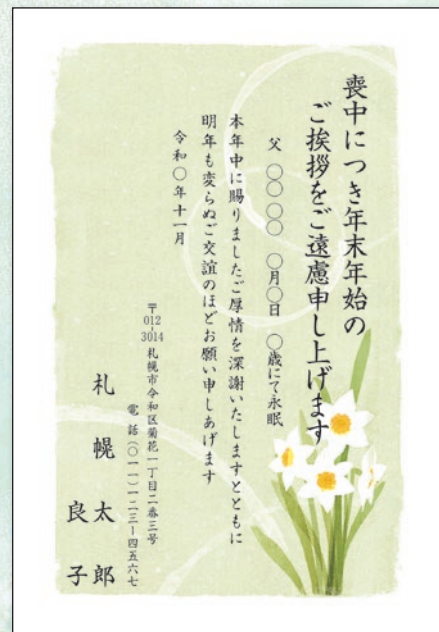 喪中につき年末年始の
ご挨拶をご遠慮申し上げます
父 〇〇〇〇 〇月〇日 〇歳にて永眠
本年中に賜りましたご厚情を深謝いたしますとともに
明年も変らぬご交誼のほどお願い申しあげます
令和〇年十一月
〒012-3014 札幌市令和区菊花一丁目二番三号
電話(〇一一)一二三ー四五六七
札幌太郎
良子